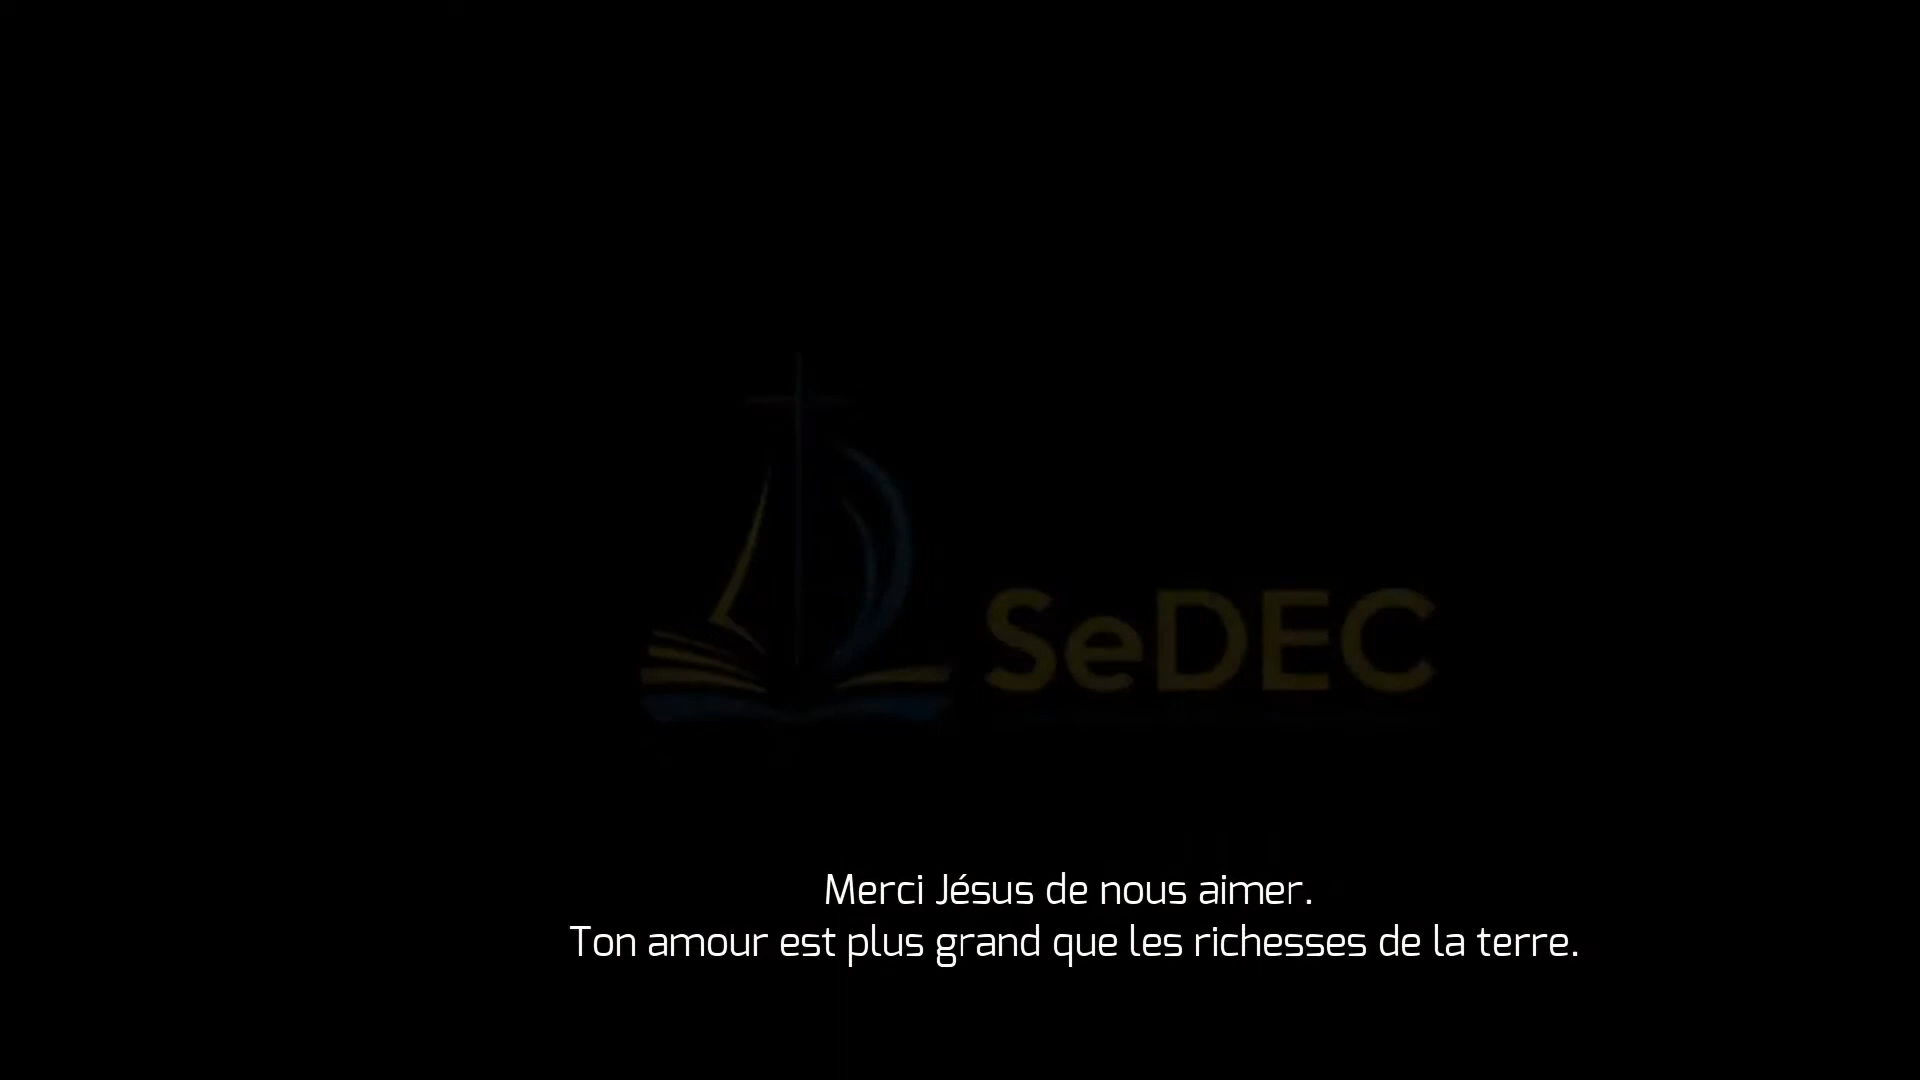 SeDEC
Merci Jésus de nous aimer.
Ton amour est plus grand que les richesses de la terre.